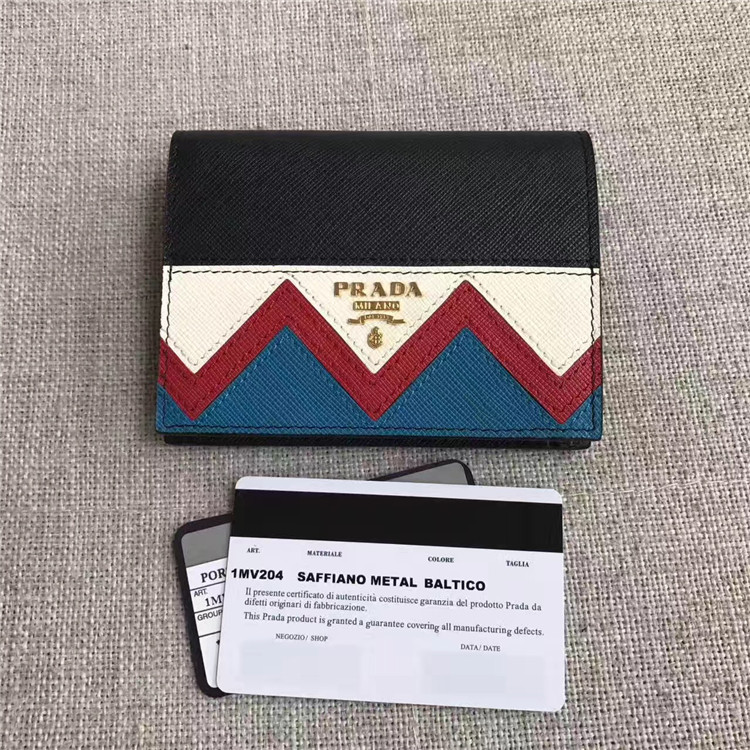 PRADA
MILANO
ART. MATERIALE COLORE TAGLIA
1MV204 SAFFIANO METAL BALTICO
Il presente certificato di autenticità costituisce garanzia del prodotto Prada da
difetti originari di fabbricazione.
This Prada product is granted a guarantee covering all manufacturing defects.
NEGOZIO/ SHOP DATA/ DATE
POR
ART.
1M
GROUP